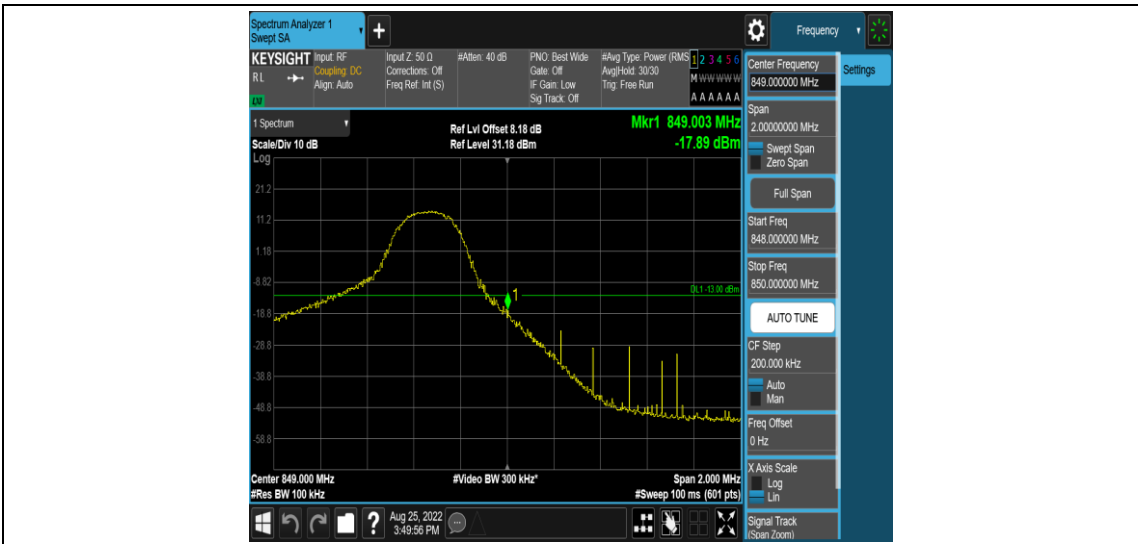 Spectrum Analyzer 1
Swept SA
+
Frequency
KEYSIGHT
RL
LXI
Input: RF
Coupling: DC
Align: Auto
Input Z: 50 Ω
Corrections: Off
Freq Ref: Int (S)
#Atten: 40 dB
PNO: Best Wide
Gate: Off
IF Gain: Low
Sig Track: Off
#Avg Type: Power (RMS
Avg|Hold: 30/30
Trig: Free Run
1 2 3 4 5 6
M W W W W W
A A A A A A
1 Spectrum
Scale/Div 10 dB
Log
Ref Lvl Offset 8.18 dB
Ref Level 31.18 dBm
Mkr1 849.003 MHz
-17.89 dBm
21.2
11.2
1.18
-8.82
-18.8
-28.8
-38.8
-48.8
-58.8
DL1 -13.00 dBm
1
Center 849.000 MHz
#Res BW 100 kHz
#Video BW 300 kHz*
Span 2.000 MHz
#Sweep 100 ms (601 pts)
Center Frequency
849.000000 MHz
Settings
Span
2.00000000 MHz
Swept Span
Zero Span
Full Span
Start Freq
848.000000 MHz
Stop Freq
850.000000 MHz
AUTO TUNE
CF Step
200.000 kHz
Auto
Man
Freq Offset
0 Hz
X Axis Scale
Log
Lin
Signal Track
(Span Zoom)
?
Aug 25, 2022
3:49:56 PM